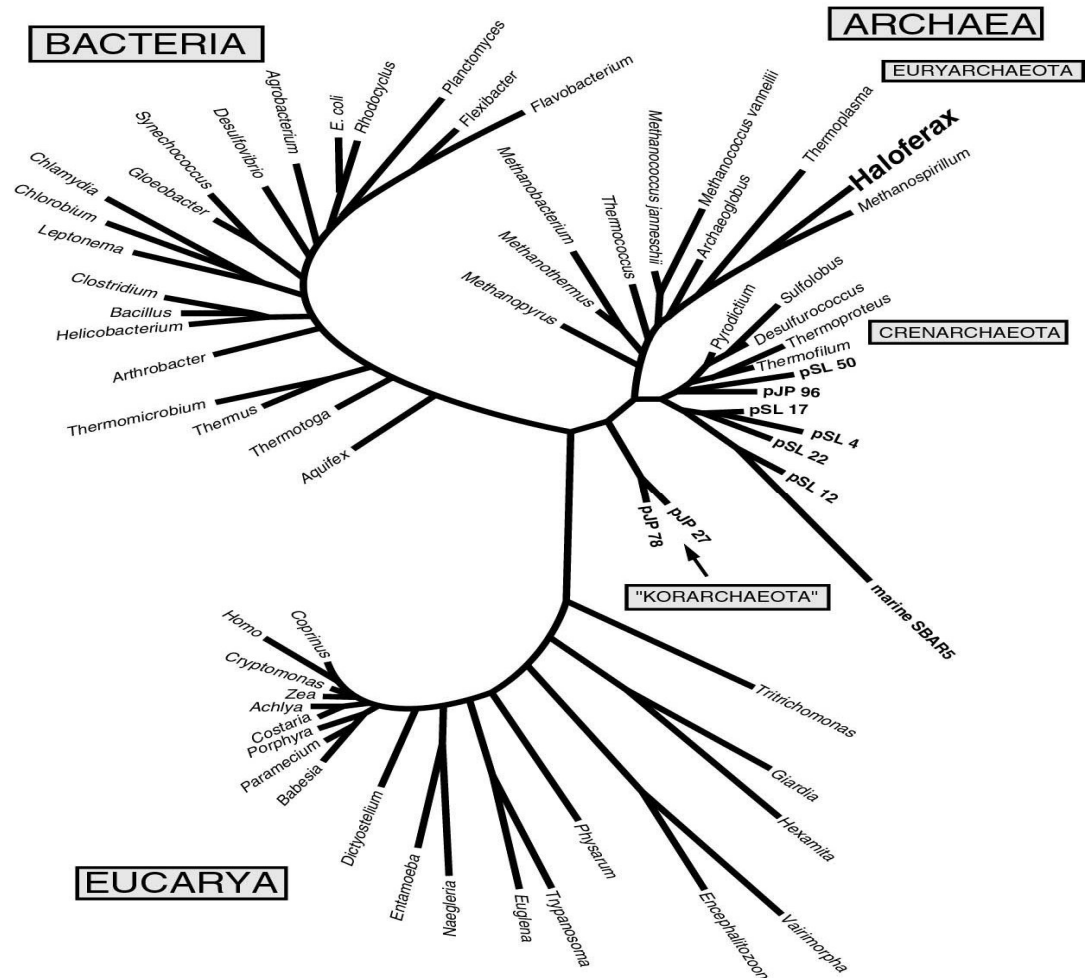 BACTERIA
ARCHAEA
EURYARCHAEOTA
Planctomyces
Flexibacter
Flavobacterium
Rhodocyclus
E. coli
Agrobacterium
Desulfovibrio
Synechococcus
Gloeobacter
Chlamydia
Chlorobium
Leptonema
Clostridium
Bacillus
Helicobacterium
Arthrobacter
Thermomicrobium
Thermus
Thermotoga
Aquifex
Methanopyrus
Methanothermus
Methanobacterium
Thermococcus
Methanococcus janneschii
Methanococcus vanneilii
Archaeoglobus
Thermoplasma
Haloferax
Methanospirillum
CRENARCHAEOTA
Pyrodictium
Sulfolobus
Desulfurococcus
Thermoproteus
Thermofilum
pSL 50
pJP 96
pSL 17
pSL 4
pSL 22
pSL 12
marine SBAR5
pJP 27
pJP 78
"KORARCHAEOTA"
Homo
Coprinus
Cryptomonas
Zea
Achlya
Costaria
Porphyra
Paramecium
Babesia
Dictyostelium
Entamoeba
Naegleria
Euglena
Trypanosoma
Physarum
Encephalitozoon
Vairimorpha
Hexamita
Giardia
Tritrichomonas
EUCARYA